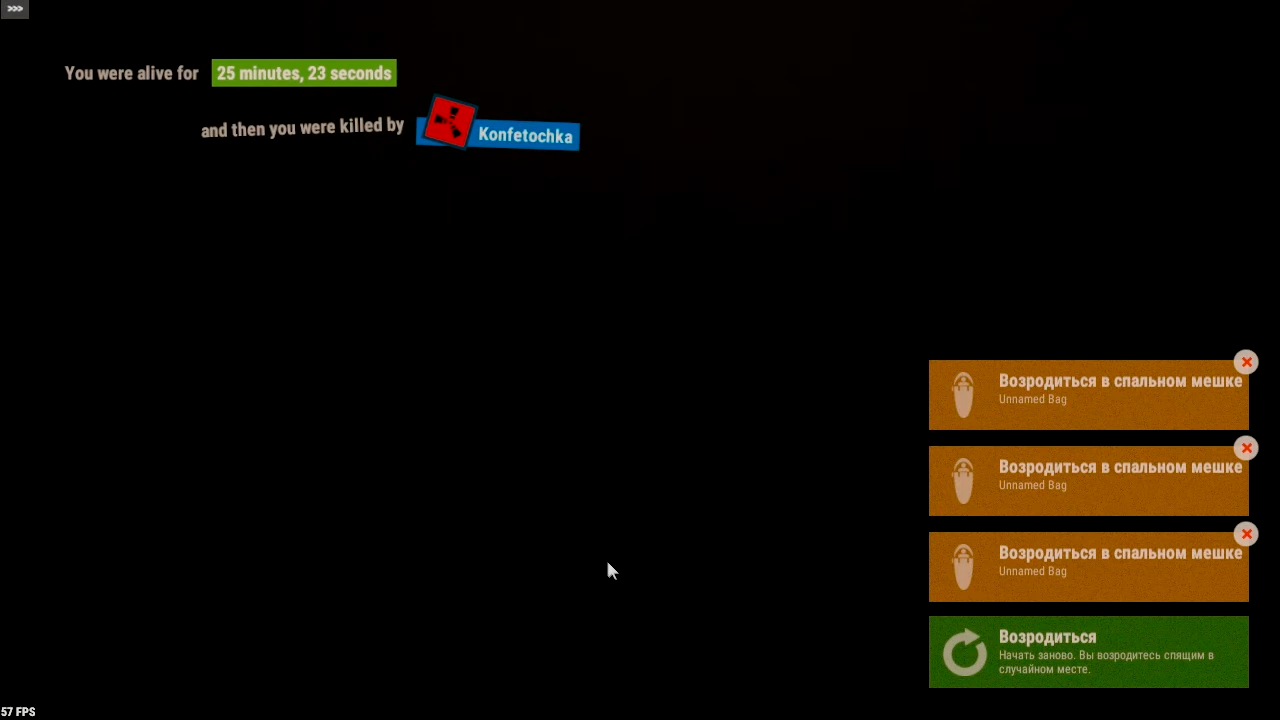 >>>
You were alive for 25 minutes, 23 seconds
and then you were killed by Konfetochka
Возродиться в спальном мешке
Unnamed Bag
Возродиться в спальном мешке
Unnamed Bag
Возродиться в спальном мешке
Unnamed Bag
Возродиться
Начать заново. Вы возродитесь спящим в
случайном месте.
57 FPS